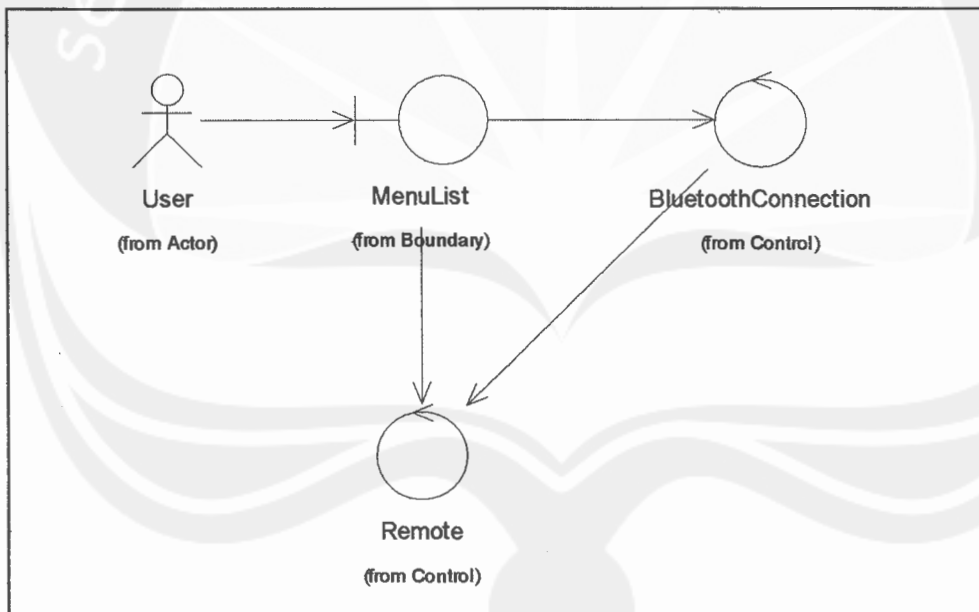 User
(from Actor)
MenuList
(from Boundary)
BluetoothConnection
(from Control)
Remote
(from Control)